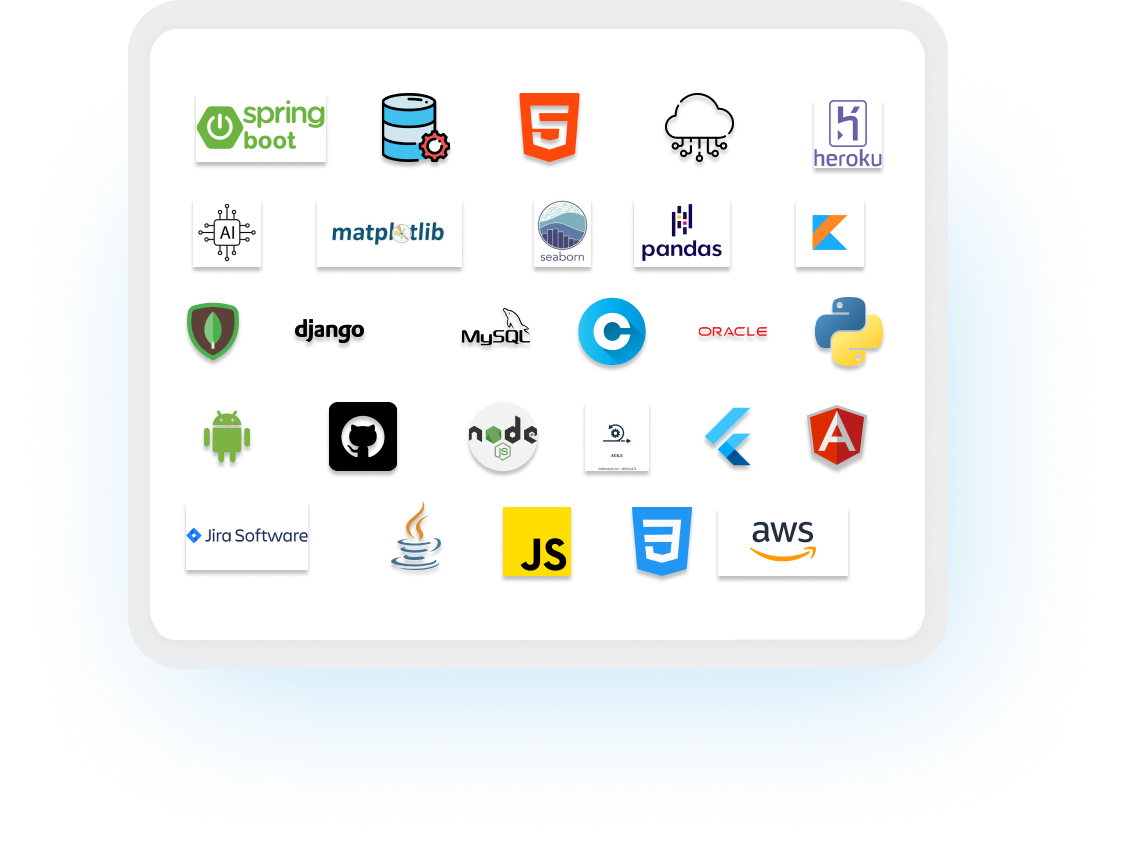 spring
boot
heroku
AI
matplotlib
seaborn
pandas
django
MySQL
C
ORACLE
node
JS
AGILE
A
Jira Software
JS
aws